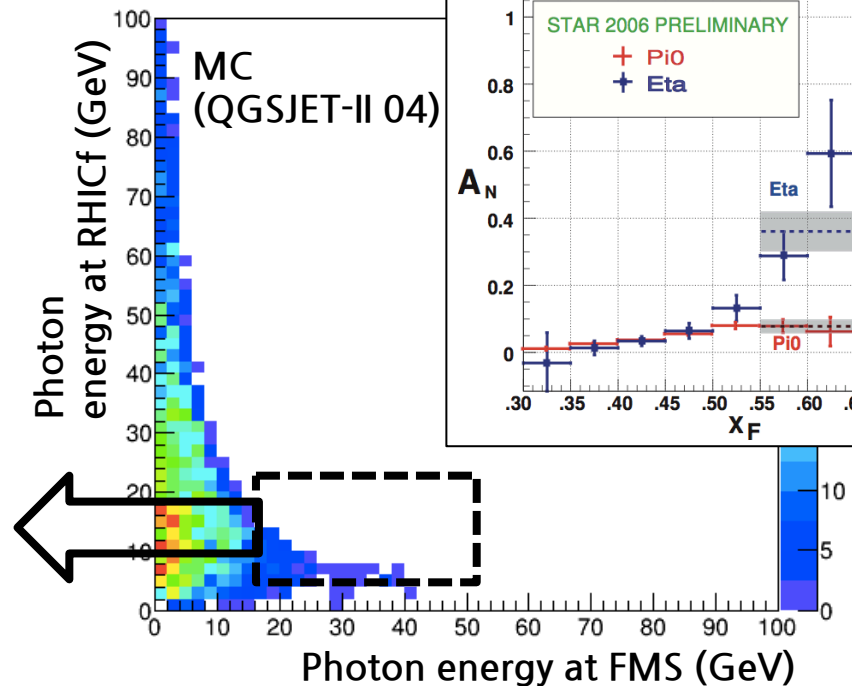 MC
(QGSJET-II 04)
Photon
energy at RHICf (GeV)
100
90
80
70
60
50
40
30
20
10
0
0 10 20 30 40 50 60 70 80 90 100
Photon energy at FMS (GeV)
10
5
0
STAR 2006 PRELIMINARY
Pi0
Eta
1
0.6
0.4
0.2
0
A N
Eta
Pi0
.30 .35 .40 .45 .50 .55 .60
X F